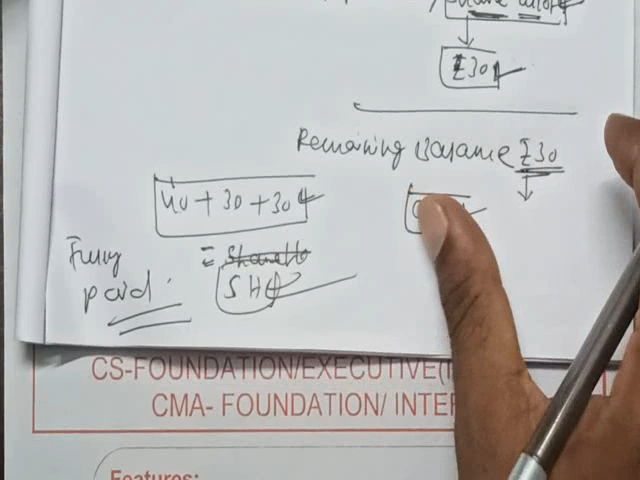 ₹30
Remaining Balance ₹30
40 + 30 + 30
Fully
paid
=
SH
CS-FOUNDATION/EXECUTIVE(
CMA- FOUNDATION/ INTER
Features: